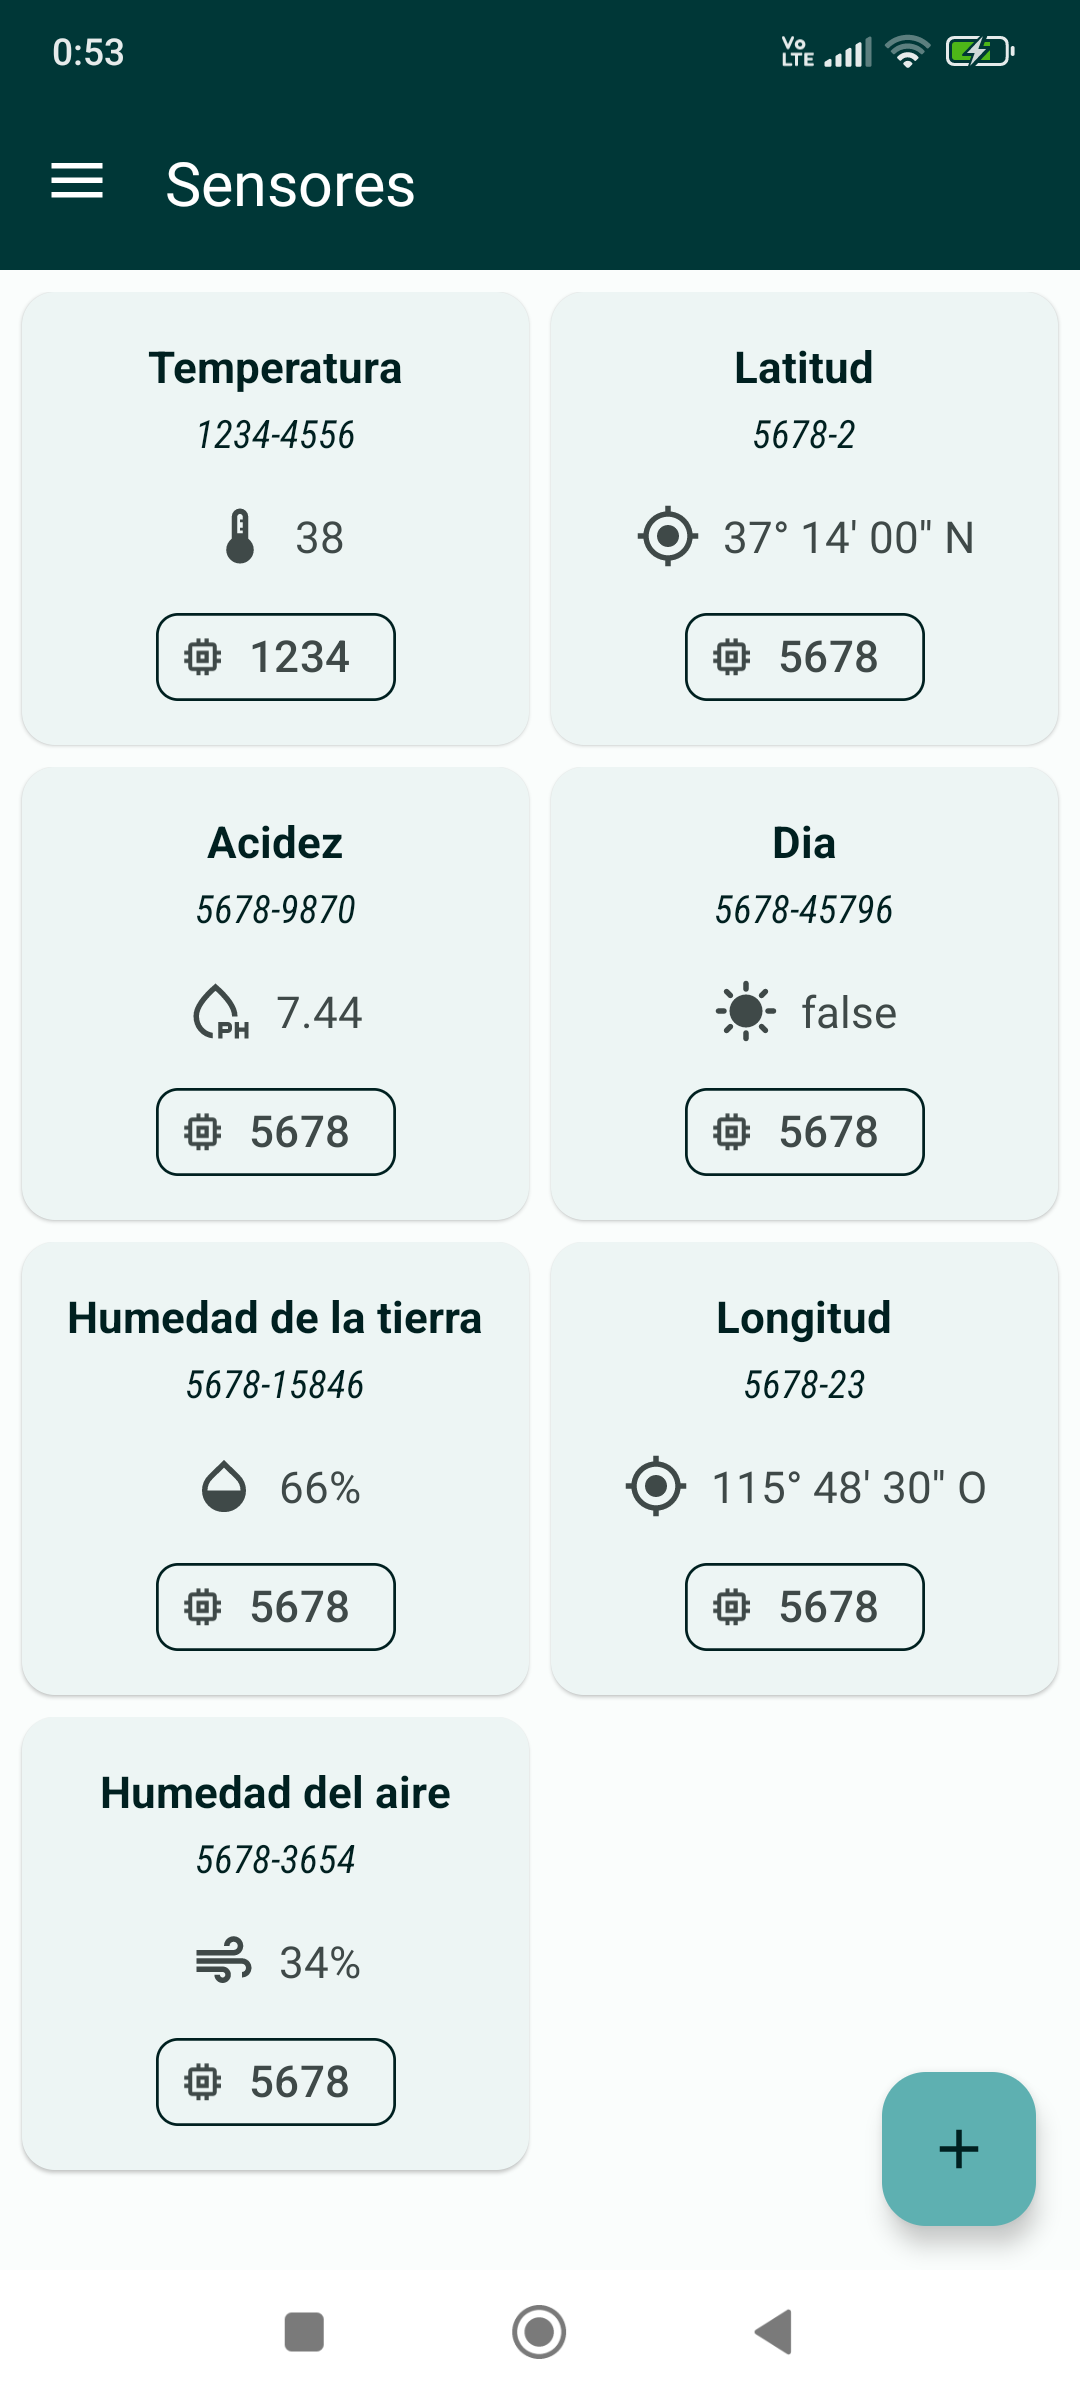 0:53
Vo
LTE
Sensores
Temperatura
1234-4556
38
1234
Latitud
5678-2
37° 14' 00" N
5678
Acidez
5678-9870
PH
7.44
5678
Dia
5678-45796
false
5678
Humedad de la tierra
5678-15846
66%
5678
Longitud
5678-23
115° 48' 30" O
5678
Humedad del aire
5678-3654
34%
5678
+